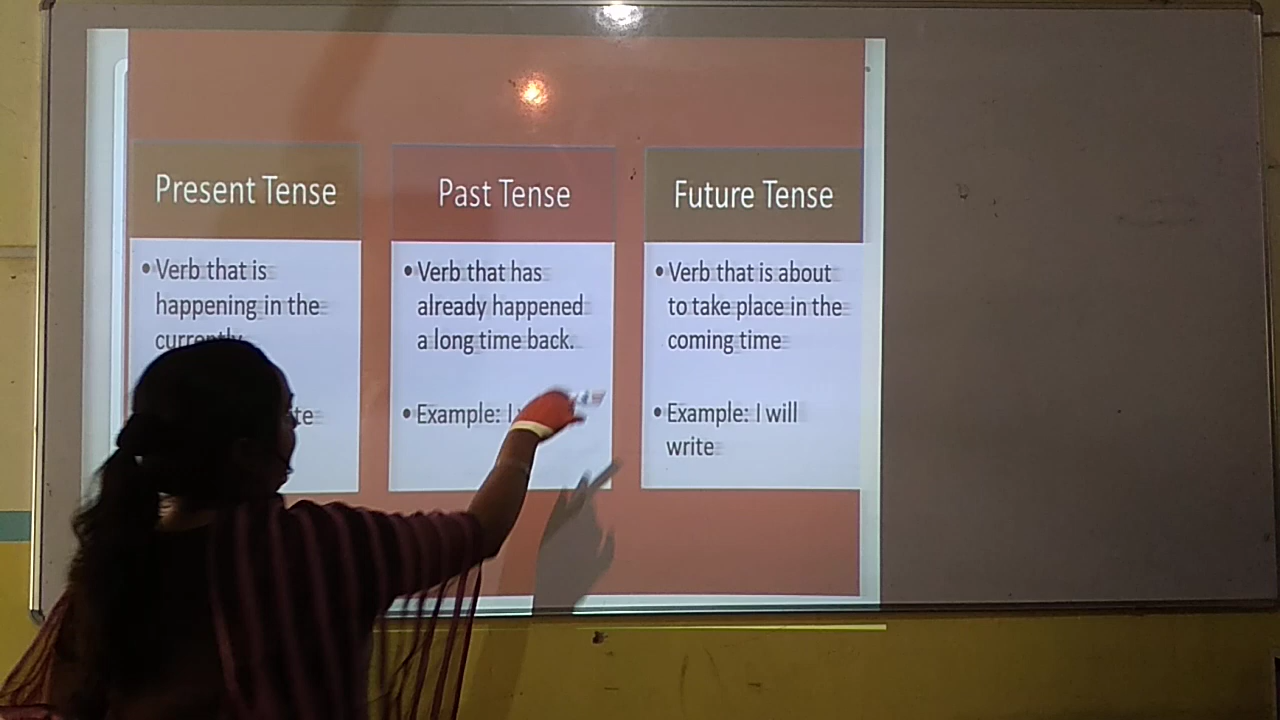 Present Tense
• Verb that is
happening in the
currently
Past Tense
• Verb that has
already happened
a long time back.
• Example: I
Future Tense
• Verb that is about
to take place in the
coming time
• Example: I will
write